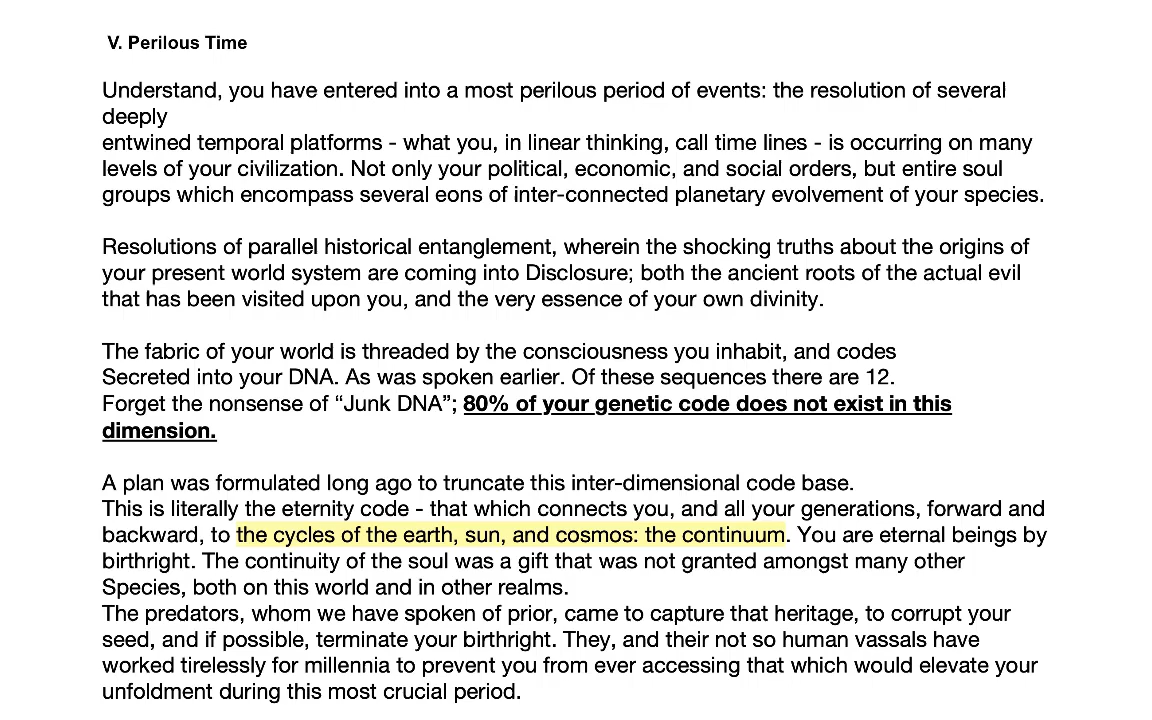 V. Perilous Time
Understand, you have entered into a most perilous period of events: the resolution of several
deeply
entwined temporal platforms - what you, in linear thinking, call time lines - is occurring on many
levels of your civilization. Not only your political, economic, and social orders, but entire soul
groups which encompass several eons of inter-connected planetary evolvement of your species.
Resolutions of parallel historical entanglement, wherein the shocking truths about the origins of
your present world system are coming into Disclosure; both the ancient roots of the actual evil
that has been visited upon you, and the very essence of your own divinity.
The fabric of your world is threaded by the consciousness you inhabit, and codes
Secreted into your DNA. As was spoken earlier. Of these sequences there are 12.
Forget the nonsense of “Junk DNA”; 80% of your genetic code does not exist in this
dimension.
A plan was formulated long ago to truncate this inter-dimensional code base.
This is literally the eternity code - that which connects you, and all your generations, forward and
backward, to the cycles of the earth, sun, and cosmos: the continuum. You are eternal beings by
birthright. The continuity of the soul was a gift that was not granted amongst many other
Species, both on this world and in other realms.
The predators, whom we have spoken of prior, came to capture that heritage, to corrupt your
seed, and if possible, terminate your birthright. They, and their not so human vassals have
worked tirelessly for millennia to prevent you from ever accessing that which would elevate your
unfoldment during this most crucial period.